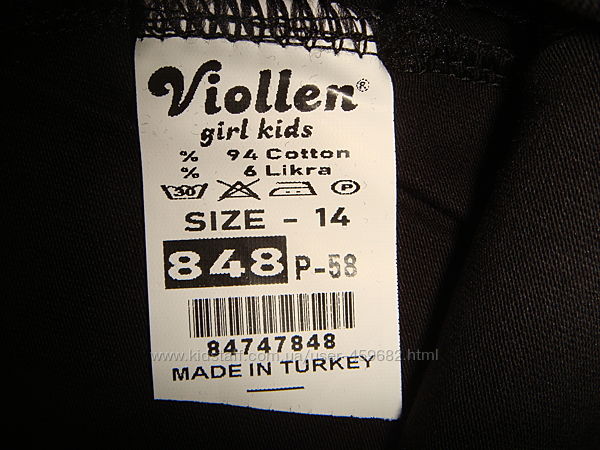 Viollen®
girl kids
% 94 Cotton
% 6 Likra
30 P
SIZE - 14
848 P-58
84747848
www.kidstaff.com.ua/user-459682.html
MADE IN TURKEY